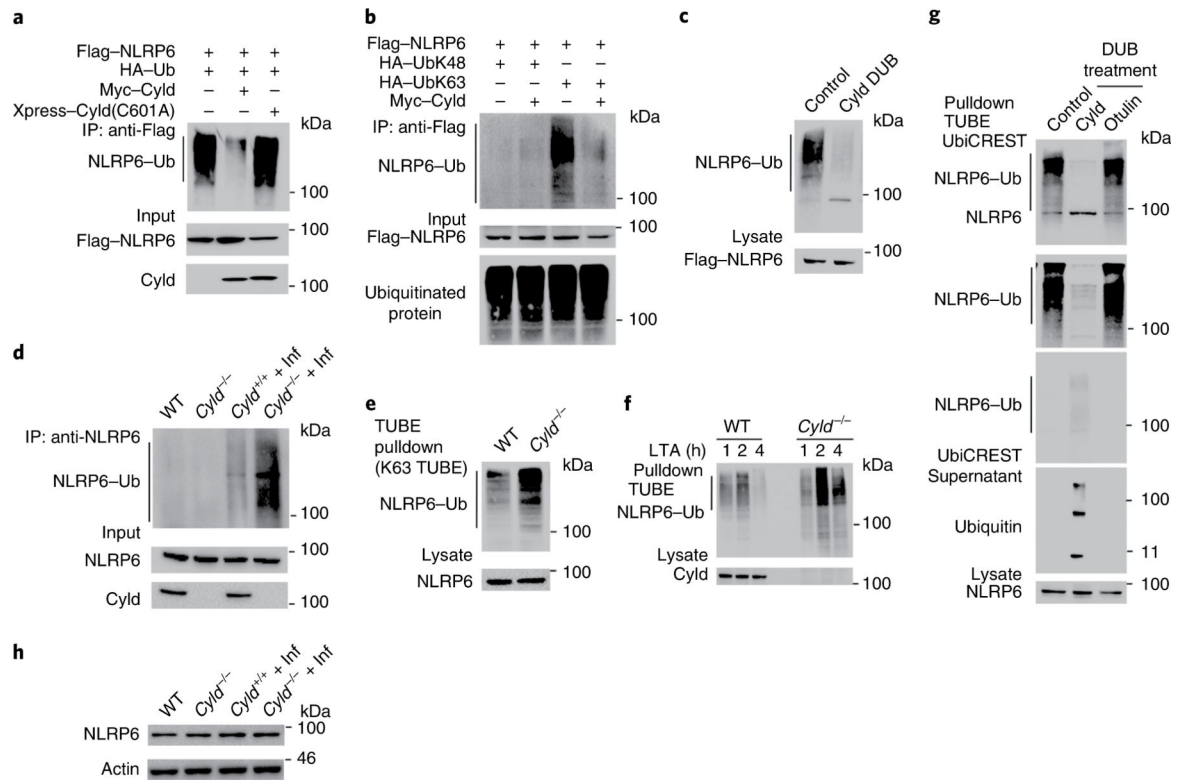 a
Flag–NLRP6 + + +
HA–Ub + + +
Myc–Cyld – + –
Xpress–Cyld(C601A) – – +
IP: anti-Flag
kDa
NLRP6–Ub
100
Input
Flag–NLRP6
100
Cyld
100
b
Flag–NLRP6 + + + +
HA–UbK48 + + – –
HA–UbK63 – – + +
Myc–Cyld – + – +
IP: anti-Flag
kDa
NLRP6–Ub
100
Input
Flag–NLRP6
100
Ubiquitinated
protein
100
c
Control
Cyld DUB
kDa
NLRP6–Ub
100
Lysate
Flag–NLRP6
100
d
WT
Cyld–/–
Cyld+/+ + Inf
Cyld–/– + Inf
IP: anti-NLRP6
kDa
NLRP6–Ub
100
Input
NLRP6
100
Cyld
100
e
TUBE
pulldown
(K63 TUBE)
WT
Cyld–/–
kDa
NLRP6–Ub
100
Lysate
NLRP6
100
f
WT Cyld–/–
LTA (h) 1 2 4 1 2 4
Pulldown
kDa
TUBE
NLRP6–Ub
100
Lysate
Cyld
100
g
DUB
treatment
Control
Cyld
Otulin
Pulldown
TUBE
UbiCREST
kDa
NLRP6–Ub
NLRP6
100
NLRP6–Ub
100
NLRP6–Ub
100
UbiCREST
Supernatant
100
Ubiquitin
11
Lysate
NLRP6
100
h
WT
Cyld–/–
Cyld+/+ + Inf
Cyld–/– + Inf
kDa
NLRP6
100
46
Actin